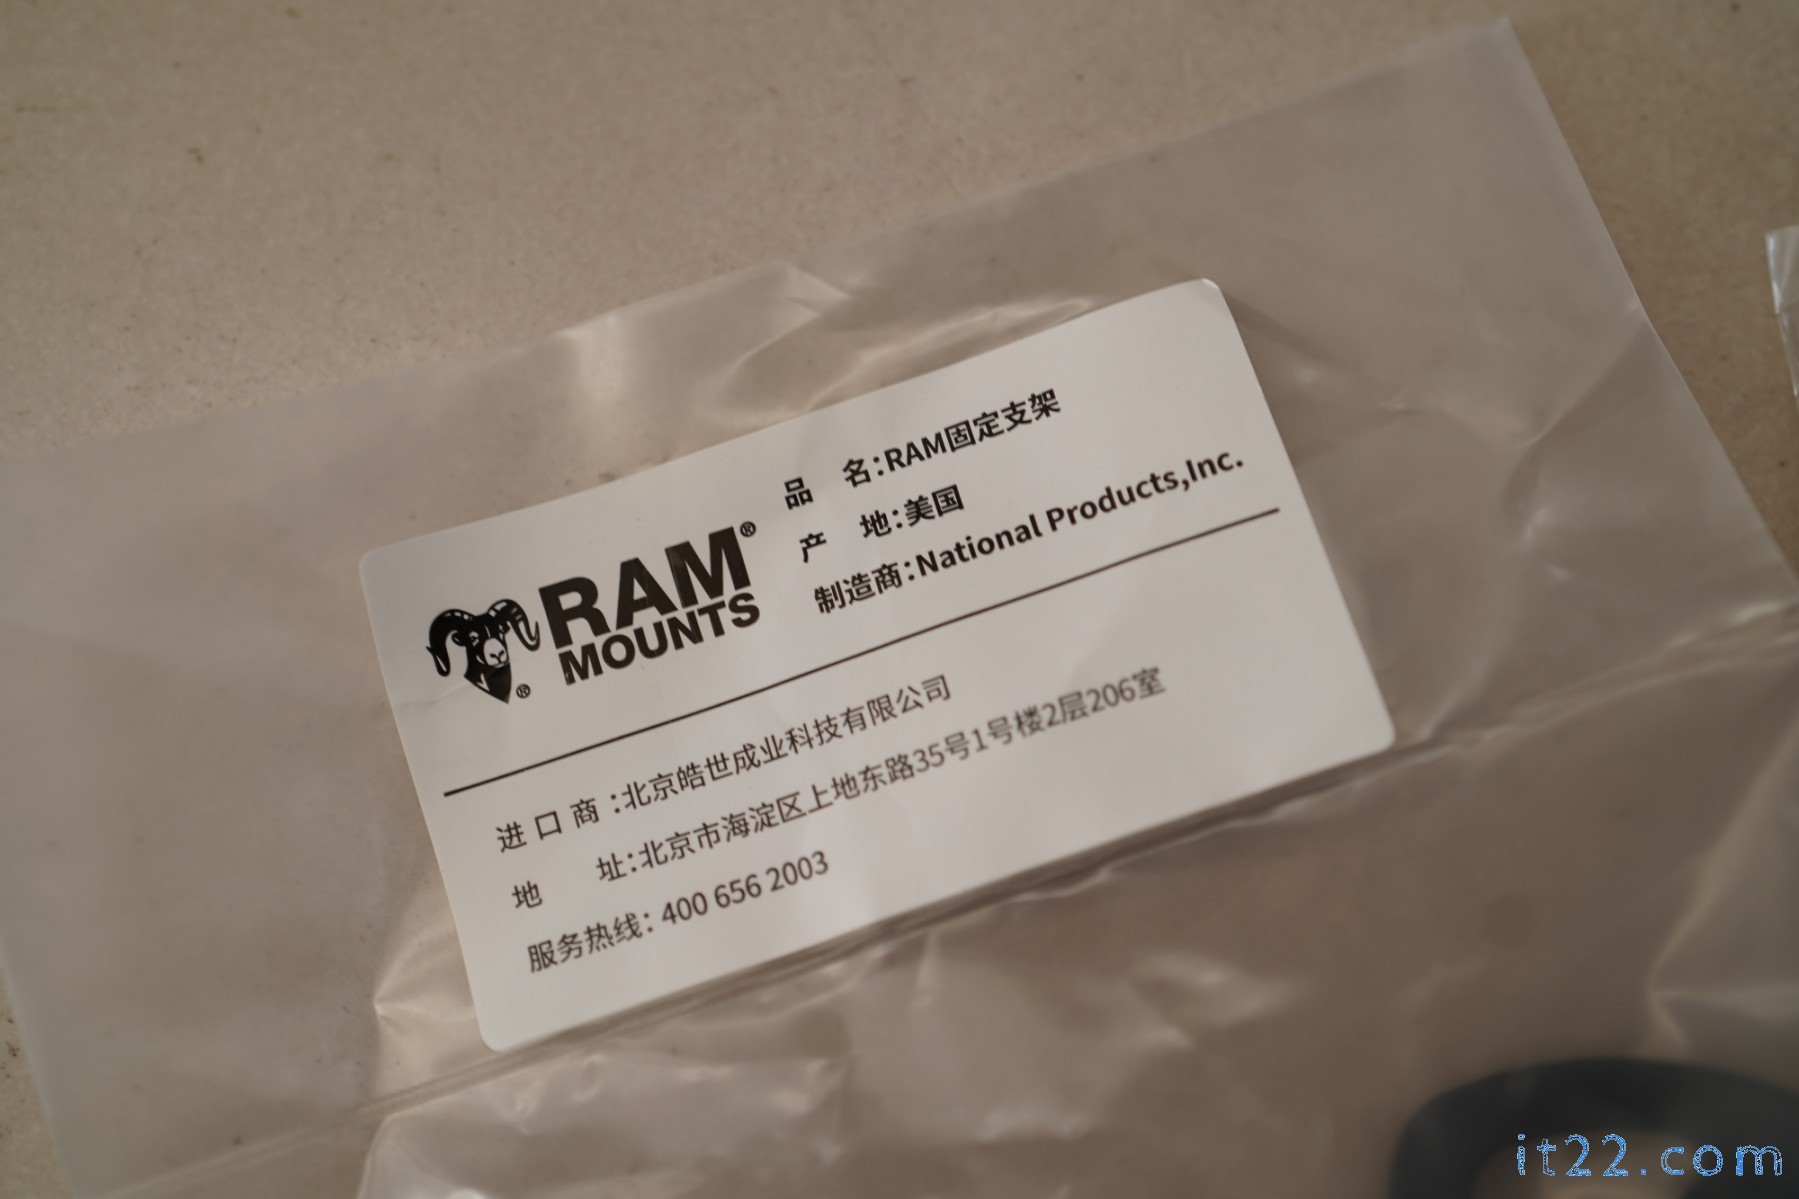 RAM®
MOUNTS®
品 名:RAM固定支架
产 地:美国
制造商:National Products,Inc.
进口商:北京皓世成业科技有限公司
地 址:北京市海淀区上地东路35号1号楼2层206室
服务热线: 400 656 2003
it22.com